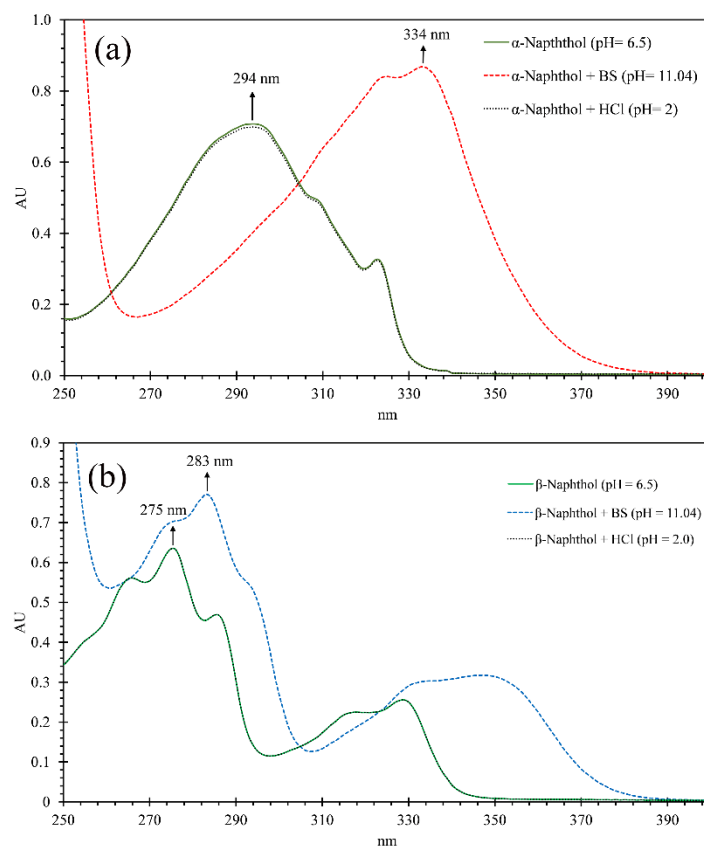 (a)
334 nm
294 nm
α-Napththol (pH= 6.5)
α-Napththol + BS (pH= 11.04)
α-Napththol + HCl (pH= 2)
AU
1.0
0.8
0.6
0.4
0.2
0.0
250 270 290 310 330 350 370 390
nm
(b)
283 nm
275 nm
β-Naphthol (pH = 6.5)
β-Naphthol + BS (pH = 11.04)
β-Naphthol + HCl (pH = 2.0)
AU
0.9
0.8
0.7
0.6
0.5
0.4
0.3
0.2
0.1
0
250 270 290 310 330 350 370 390
nm